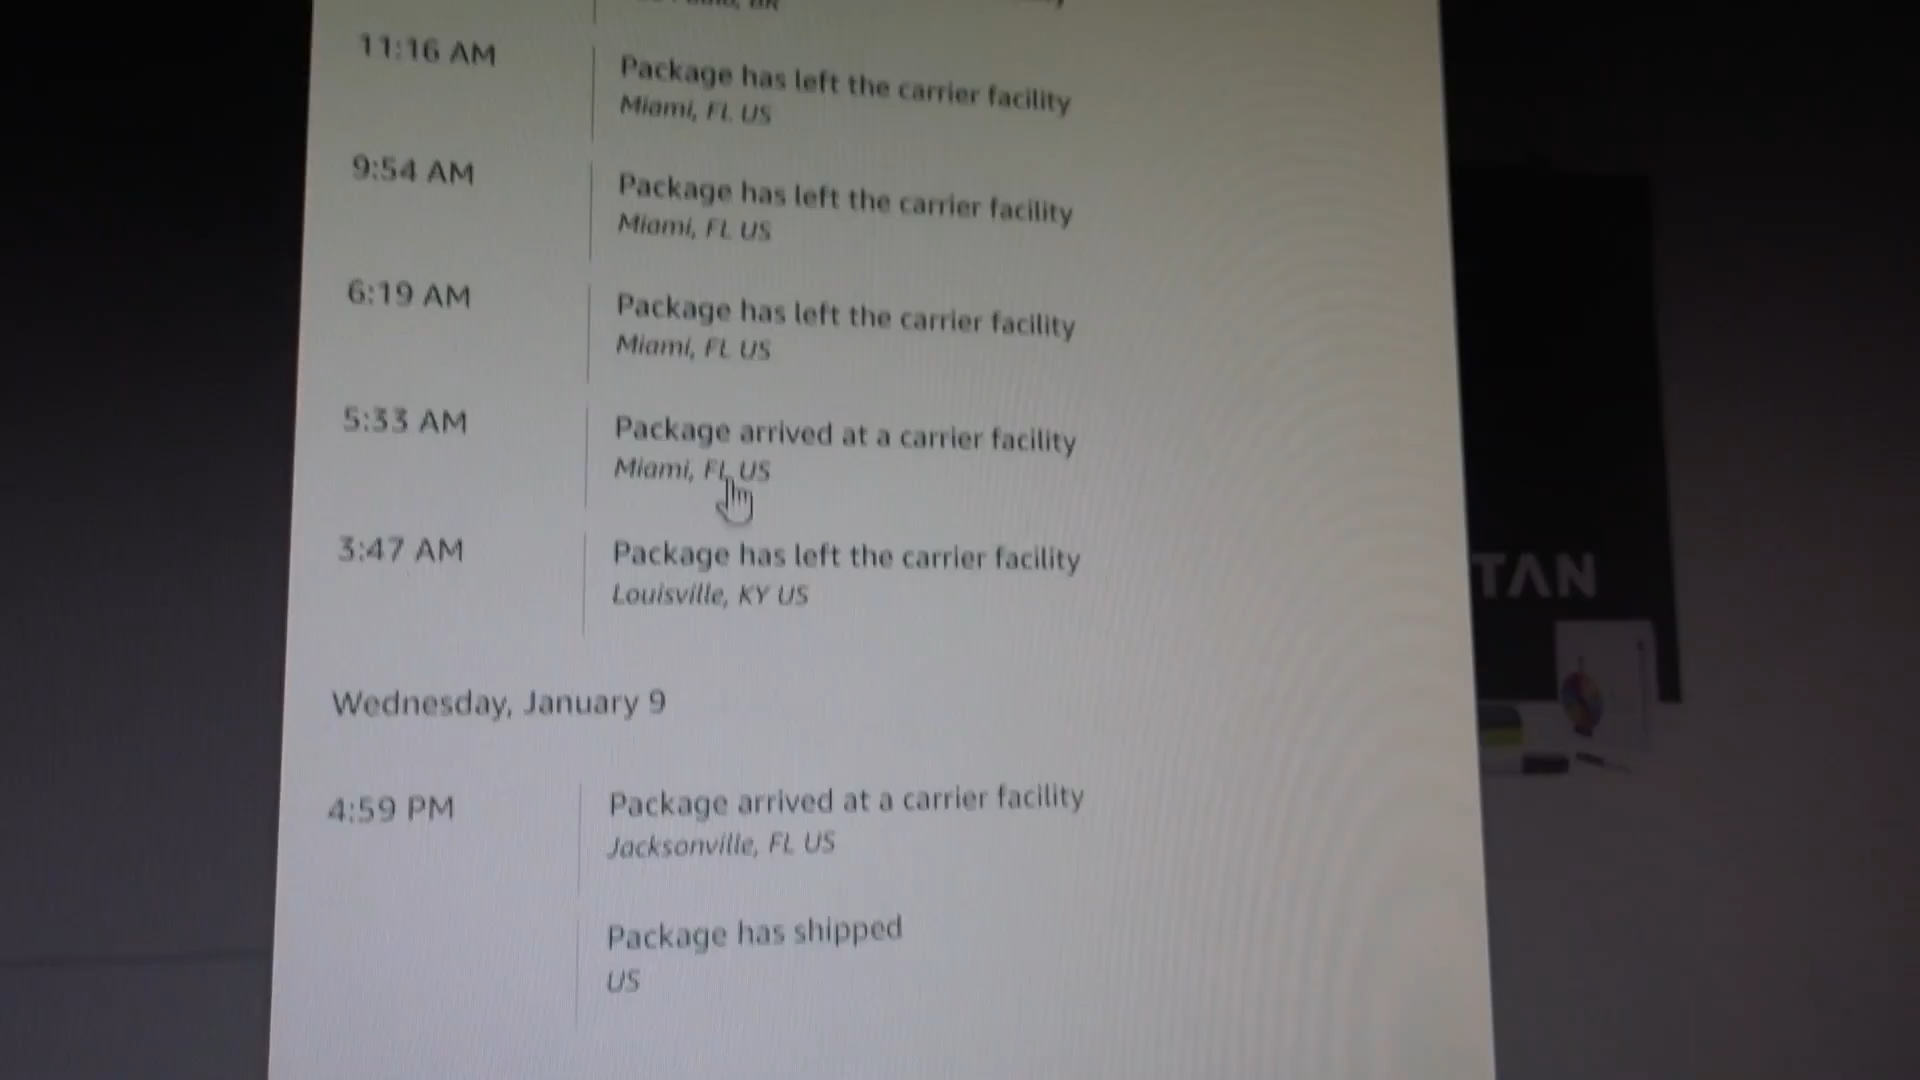 11:16 AM
Package has left the carrier facility
Miami, FL US
9:54 AM
Package has left the carrier facility
Miami, FL US
6:19 AM
Package has left the carrier facility
Miami, FL US
5:33 AM
Package arrived at a carrier facility
Miami, FL US
3:47 AM
Package has left the carrier facility
Louisville, KY US
Wednesday, January 9
4:59 PM
Package arrived at a carrier facility
Jacksonville, FL US
Package has shipped
US
TAN